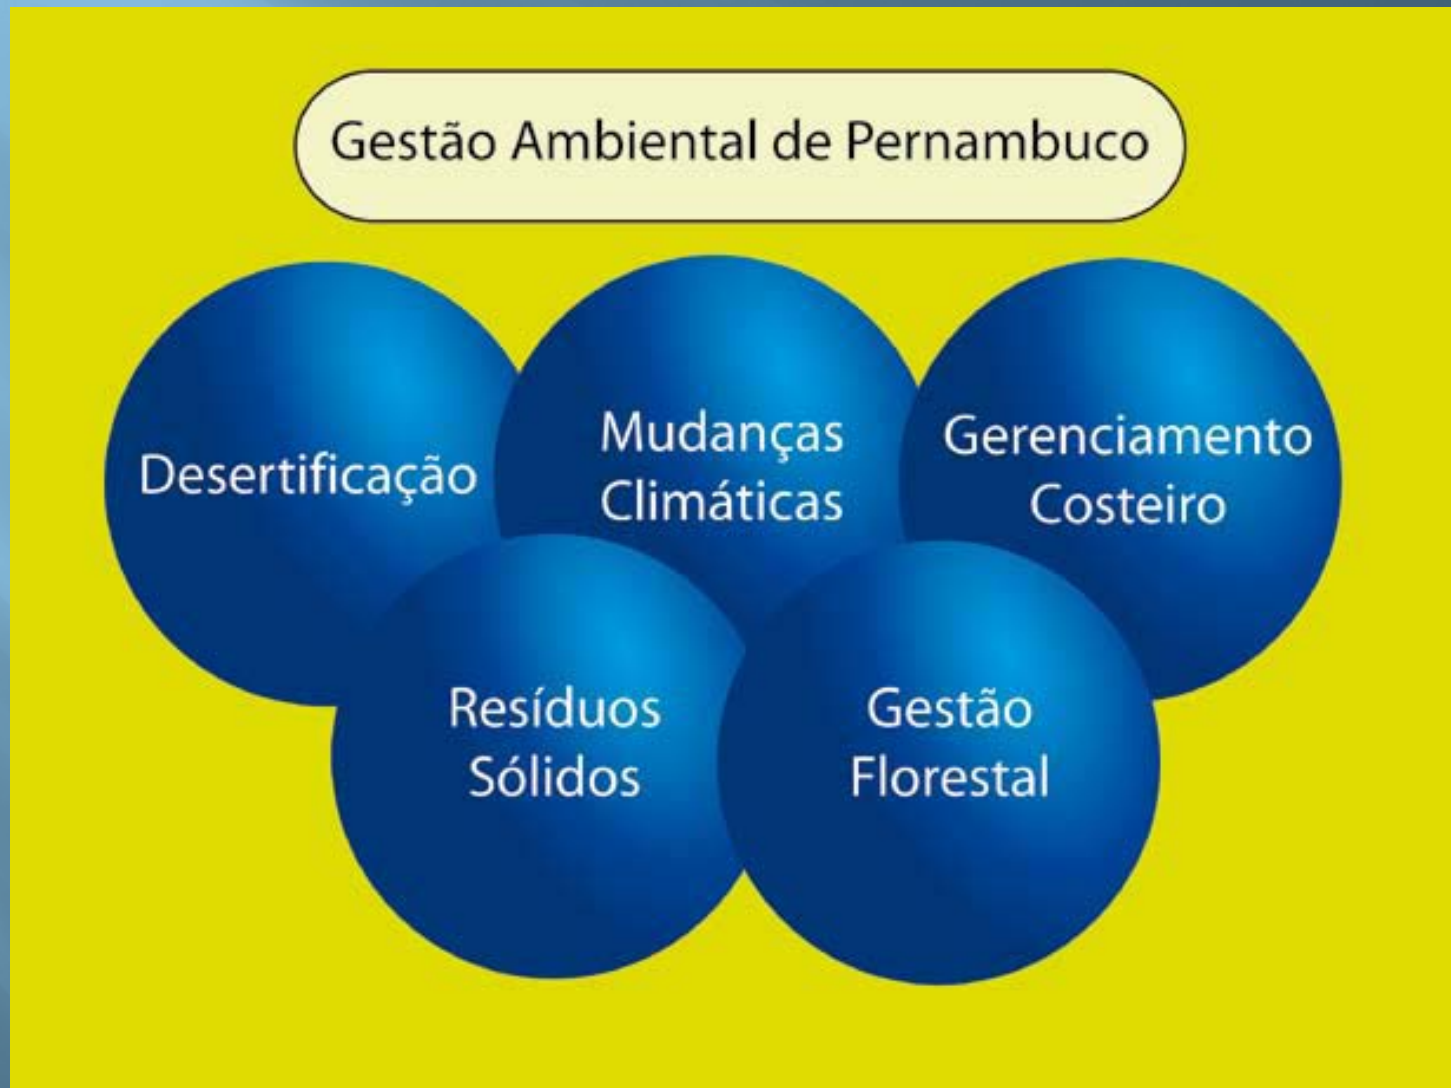 Gestão Ambiental de Pernambuco
Desertificação
Mudanças
Climáticas
Gerenciamento
Costeiro
Resíduos
Sólidos
Gestão
Florestal